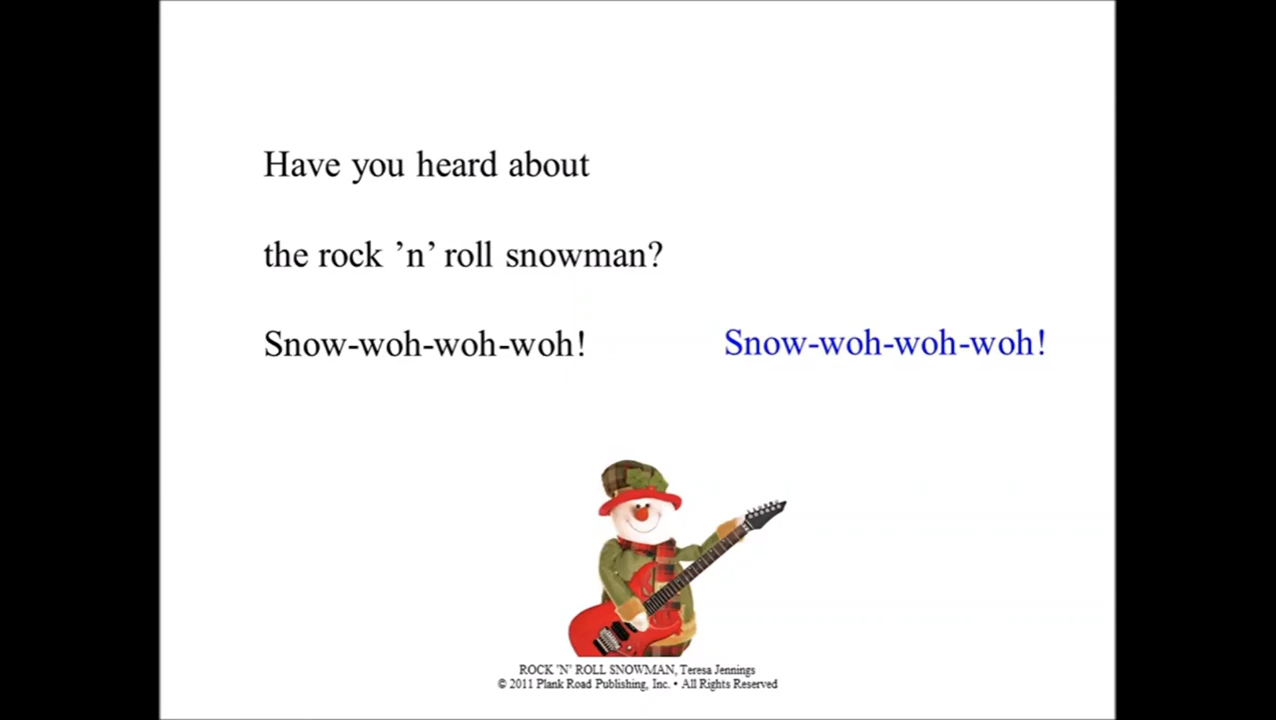 Have you heard about
the rock ’n’ roll snowman?
Snow-woh-woh-woh! Snow-woh-woh-woh!
ROCK ’N’ ROLL SNOWMAN, Teresa Jennings
© 2011 Plank Road Publishing, Inc. • All Rights Reserved